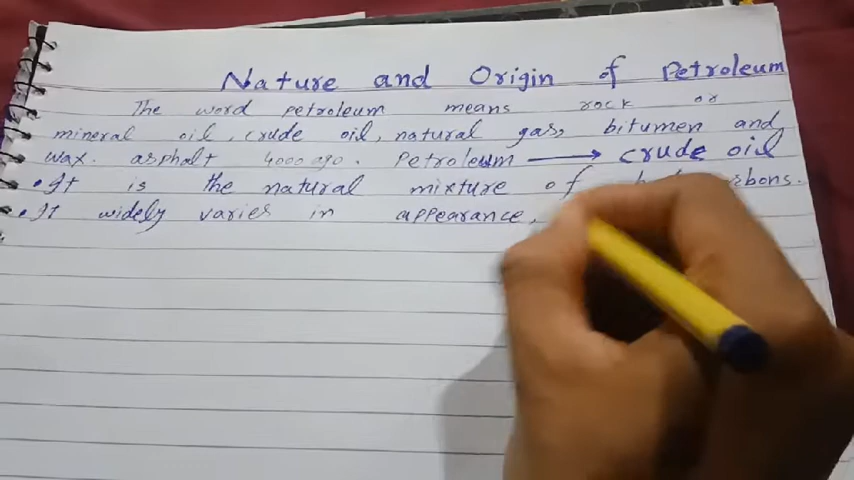 Nature and Origin of Petroleum
The word petroleum means rock or
mineral oil, crude oil, natural gas, bitumen and
wax. asphalt 4000 ago. Petroleum → crude oil
• It is the natural mixture of
• It widely varies in appearance,